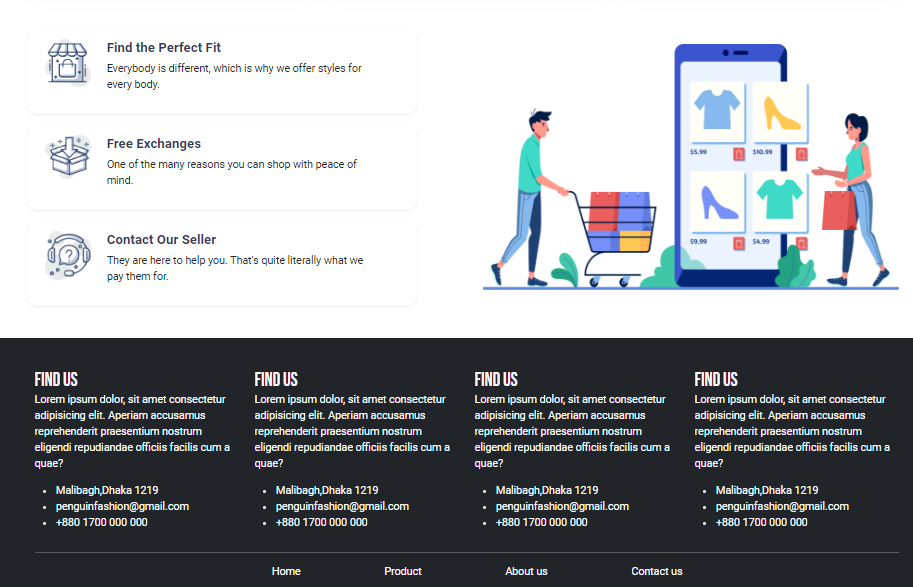 Find the Perfect Fit
Everybody is different, which is why we offer styles for
every body.
Free Exchanges
One of the many reasons you can shop with peace of
mind.
Contact Our Seller
They are here to help you. That's quite literally what we
pay them for.
$5.99
$10.99
$9.99
$4.99
FIND US
Lorem ipsum dolor, sit amet consectetur
adipisicing elit. Aperiam accusamus
reprehenderit praesentium nostrum
eligendi repudiandae officiis facilis cum a
quae?
• Malibagh,Dhaka 1219
• penguinfashion@gmail.com
• +880 1700 000 000
FIND US
Lorem ipsum dolor, sit amet consectetur
adipisicing elit. Aperiam accusamus
reprehenderit praesentium nostrum
eligendi repudiandae officiis facilis cum a
quae?
• Malibagh,Dhaka 1219
• penguinfashion@gmail.com
• +880 1700 000 000
FIND US
Lorem ipsum dolor, sit amet consectetur
adipisicing elit. Aperiam accusamus
reprehenderit praesentium nostrum
eligendi repudiandae officiis facilis cum a
quae?
• Malibagh,Dhaka 1219
• penguinfashion@gmail.com
• +880 1700 000 000
FIND US
Lorem ipsum dolor, sit amet consectetur
adipisicing elit. Aperiam accusamus
reprehenderit praesentium nostrum
eligendi repudiandae officiis facilis cum a
quae?
• Malibagh,Dhaka 1219
• penguinfashion@gmail.com
• +880 1700 000 000
Home Product About us Contact us